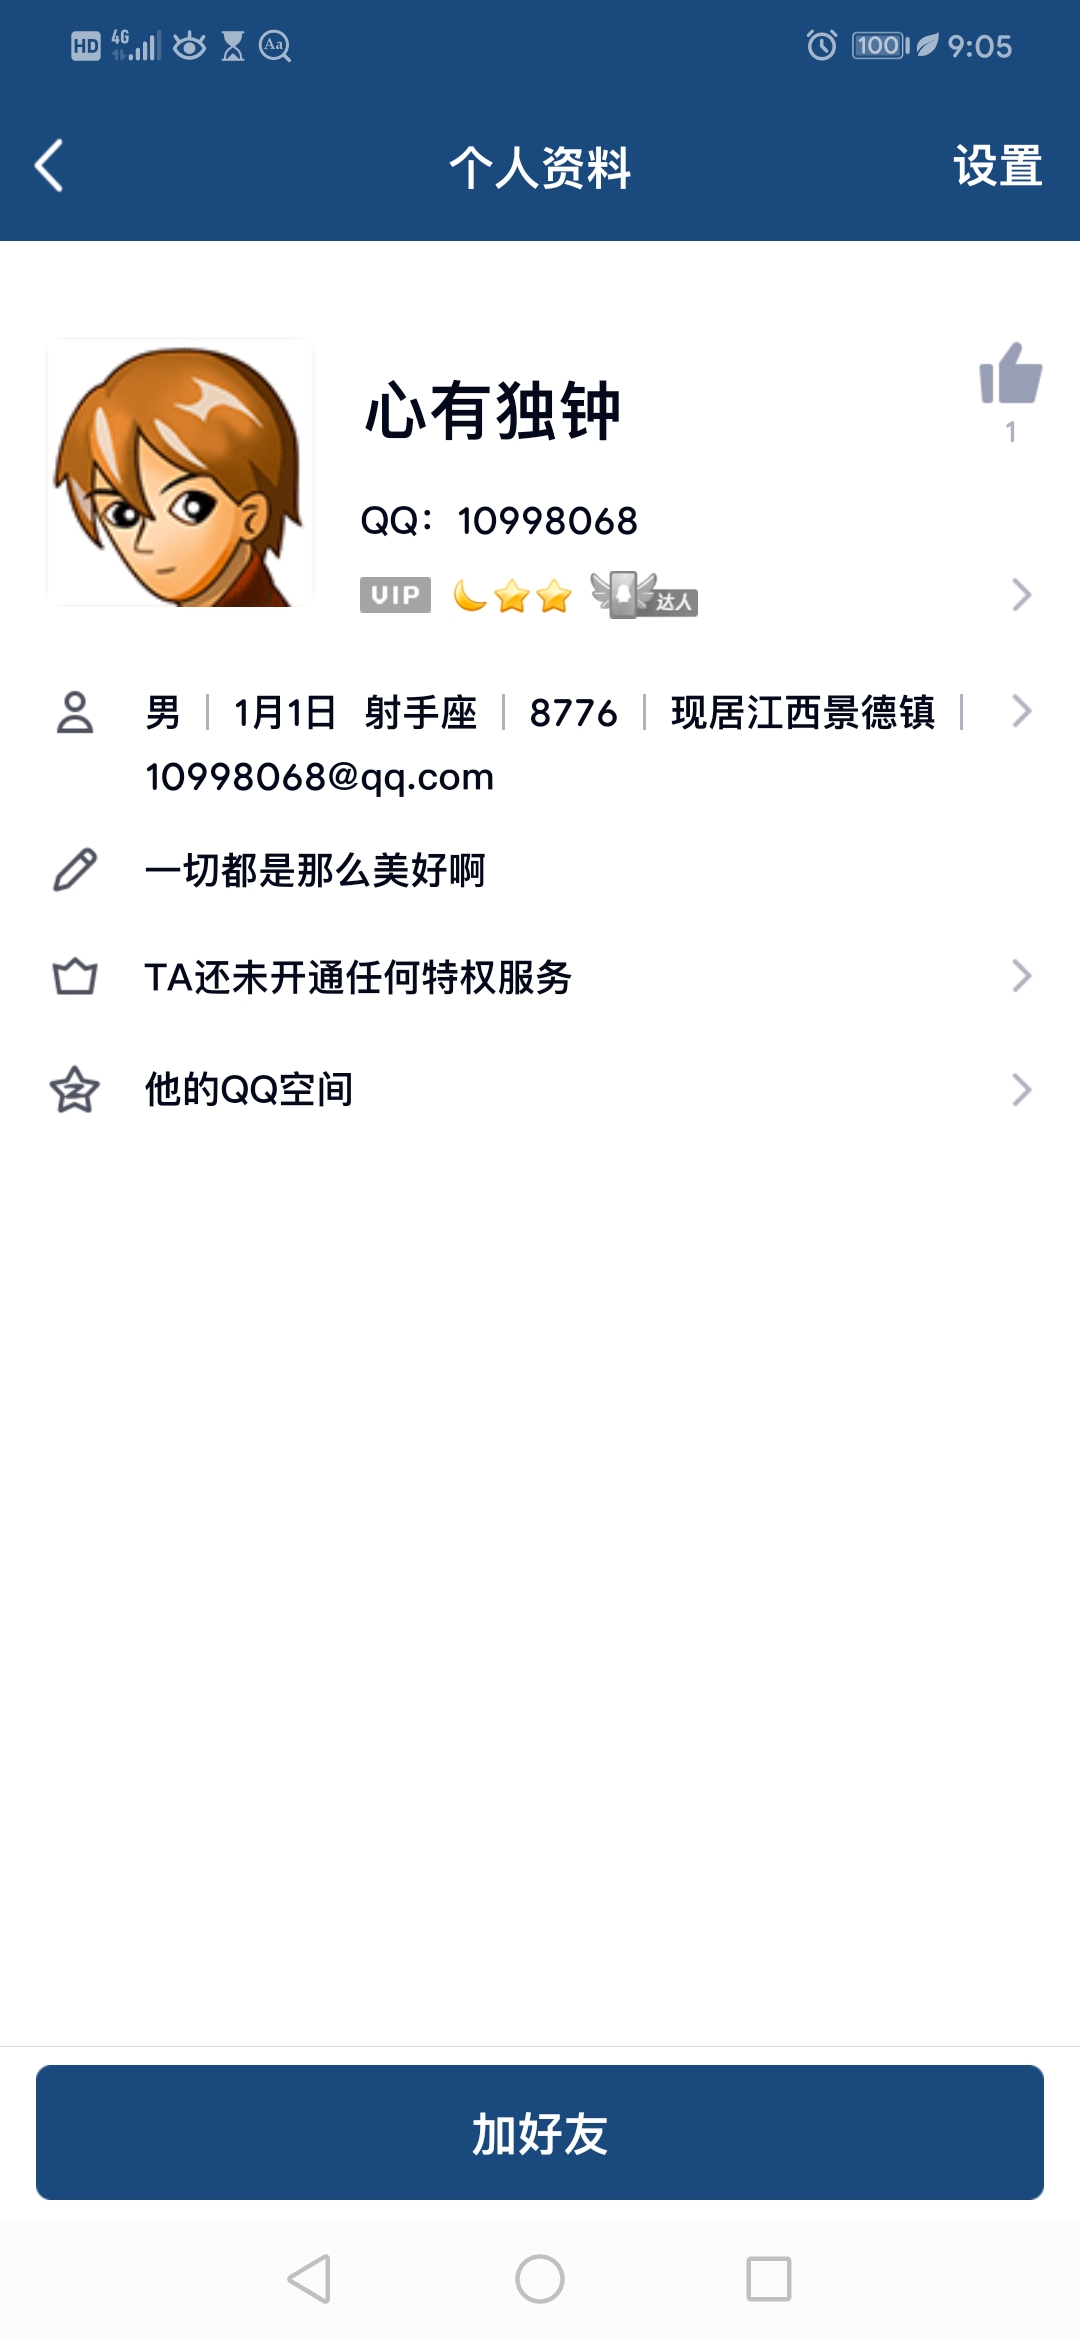 HD 4G Aa 100 9:05
个人资料 设置
心有独钟
1
QQ：10998068
VIP 达人
男 | 1月1日 射手座 | 8776 | 现居江西景德镇 |
10998068@qq.com
一切都是那么美好啊
TA还未开通任何特权服务
他的QQ空间
加好友